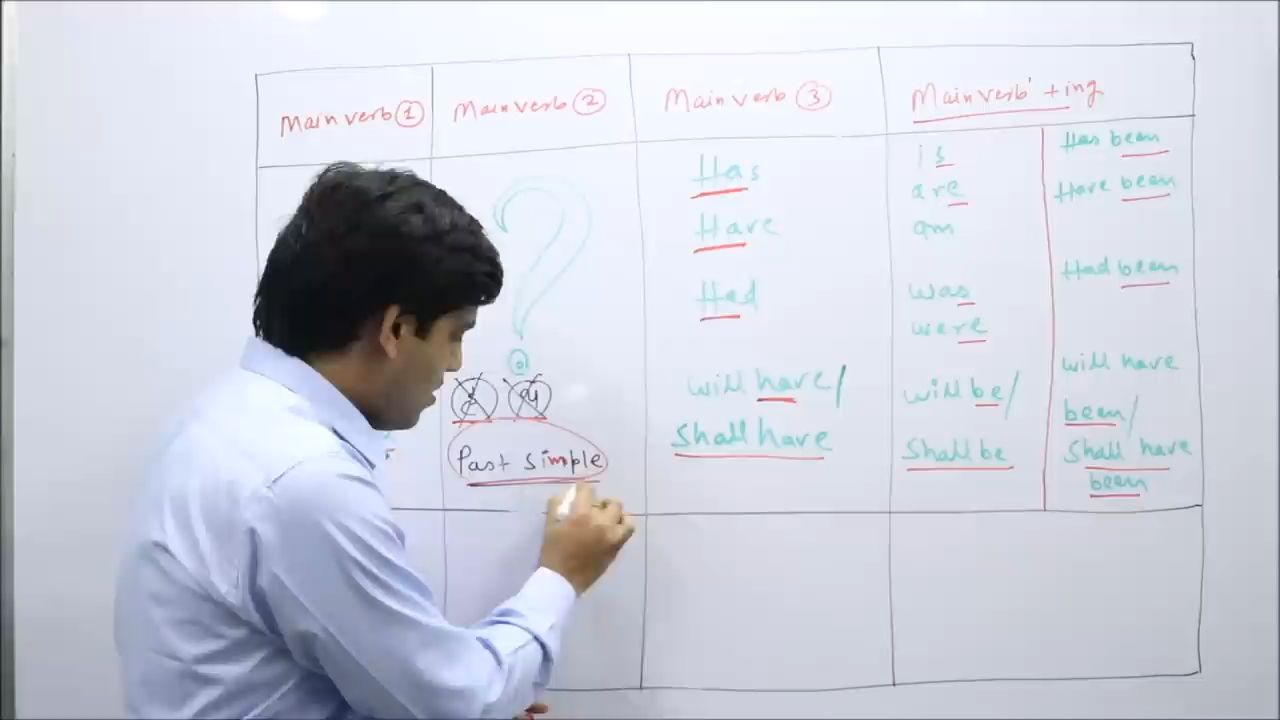 Main verb ①
Main verb ②
Main verb ③
Main verb + ing
Has
Have
Had
will have/
Shall have
is
are
am
was
were
will be/
Shall be
Has been
Have been
Had been
will have
been/
Shall have
been
?
Past simple